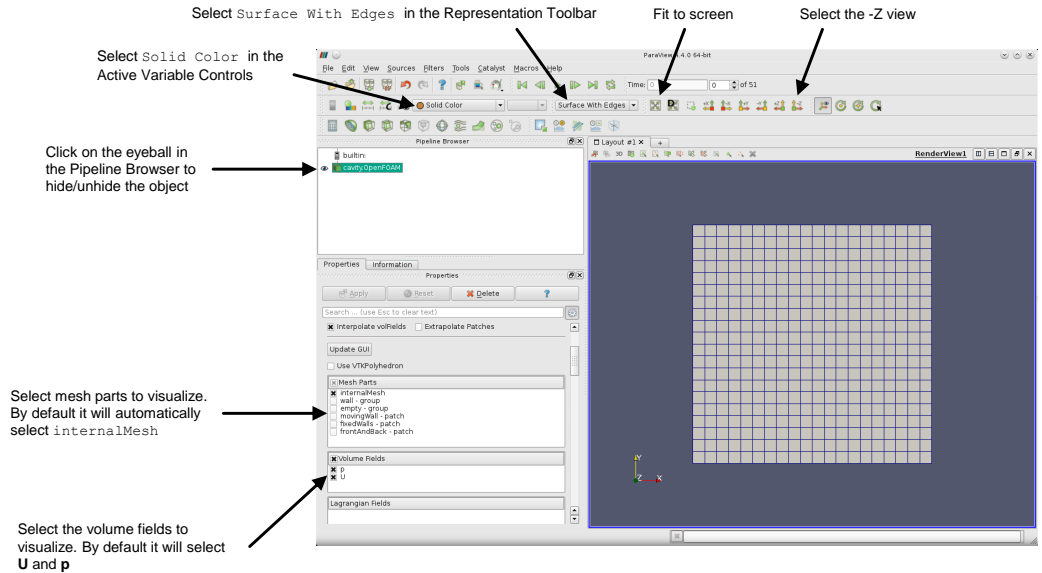 Select Surface With Edges in the Representation Toolbar
Fit to screen
Select the -Z view
Select Solid Color in the
Active Variable Controls
Click on the eyeball in
the Pipeline Browser to
hide/unhide the object
Select mesh parts to visualize.
By default it will automatically
select internalMesh
Select the volume fields to
visualize. By default it will select
U and p
File Edit View Sources Filters Tools Catalyst Macros Help
Time: 0 0 of 51
Solid Color
Surface With Edges
Pipeline Browser
builtin:
cavity.OpenFOAM
Properties Information
Properties
Apply Reset Delete ?
Search ... (use Esc to clear text)
Interpolate volFields Extrapolate Patches
Update GUI
Use VTKPolyhedron
Mesh Parts
internalMesh
wall - group
empty - group
movingWall - patch
fixedWalls - patch
frontAndBack - patch
Volume Fields
p
U
Lagrangian Fields
Layout #1 +
3D
RenderView1
Y
Z X